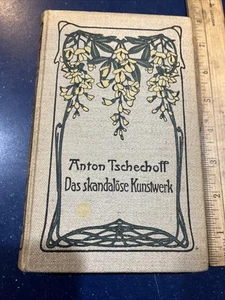 Anton Tschechoff
Das skandalöse Kunstwerk